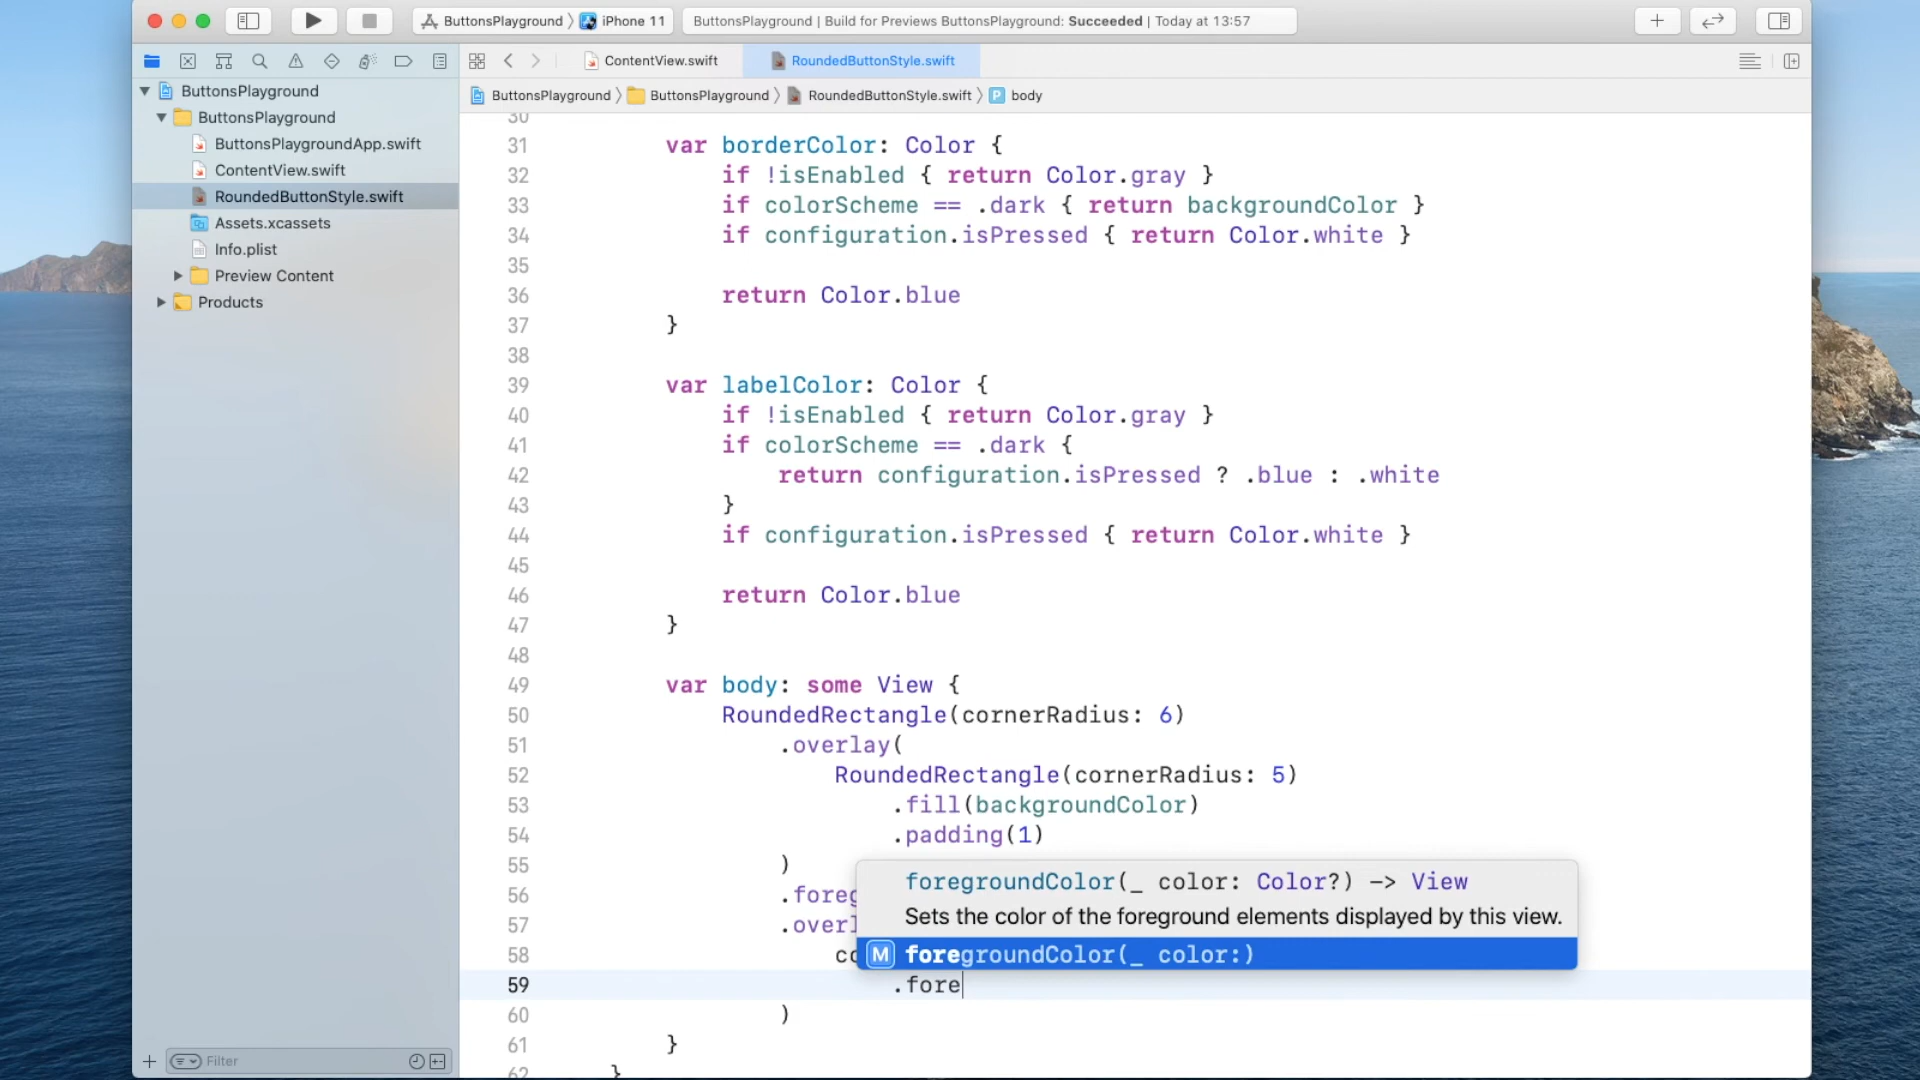 ButtonsPlayground
iPhone 11
ButtonsPlayground | Build for Previews ButtonsPlayground: Succeeded | Today at 13:57
ContentView.swift
RoundedButtonStyle.swift
ButtonsPlayground
ButtonsPlayground
ButtonsPlaygroundApp.swift
ContentView.swift
RoundedButtonStyle.swift
Assets.xcassets
Info.plist
Preview Content
Products
Filter
ButtonsPlayground
ButtonsPlayground
RoundedButtonStyle.swift
P body
30
31 var borderColor: Color {
32 if !isEnabled { return Color.gray }
33 if colorScheme == .dark { return backgroundColor }
34 if configuration.isPressed { return Color.white }
35
36 return Color.blue
37 }
38
39 var labelColor: Color {
40 if !isEnabled { return Color.gray }
41 if colorScheme == .dark {
42 return configuration.isPressed ? .blue : .white
43 }
44 if configuration.isPressed { return Color.white }
45
46 return Color.blue
47 }
48
49 var body: some View {
50 RoundedRectangle(cornerRadius: 6)
51 .overlay(
52 RoundedRectangle(cornerRadius: 5)
53 .fill(backgroundColor)
54 .padding(1)
55 )
56 .foreg
57 .overl
58 co
59 .fore
60 )
61 }
62 }
foregroundColor(_ color: Color?) -> View
Sets the color of the foreground elements displayed by this view.
M foregroundColor(_ color:)